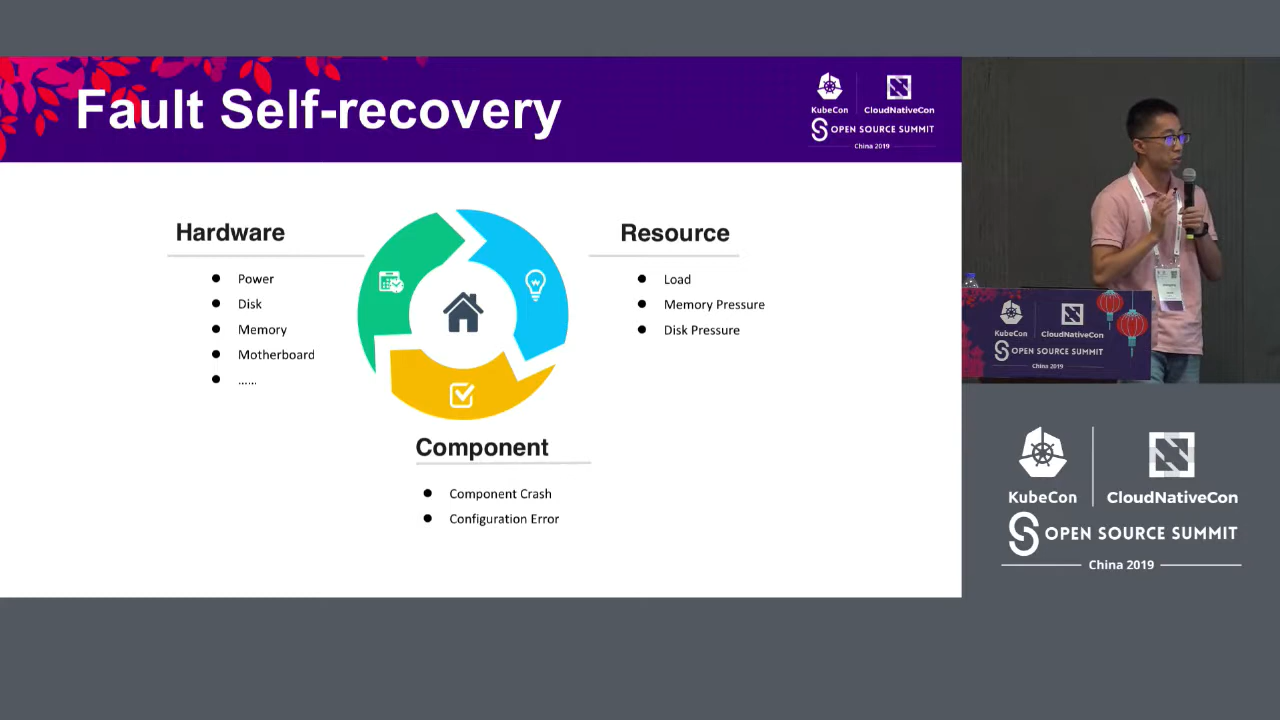 Fault Self-recovery
KubeCon
CloudNativeCon
OPEN SOURCE SUMMIT
China 2019
Hardware
Power
Disk
Memory
Motherboard
......
Resource
Load
Memory Pressure
Disk Pressure
Component
Component Crash
Configuration Error
KubeCon
CloudNativeCon
OPEN SOURCE SUMMIT
China 2019
KubeCon
CloudNativeCon
OPEN SOURCE SUMMIT
China 2019